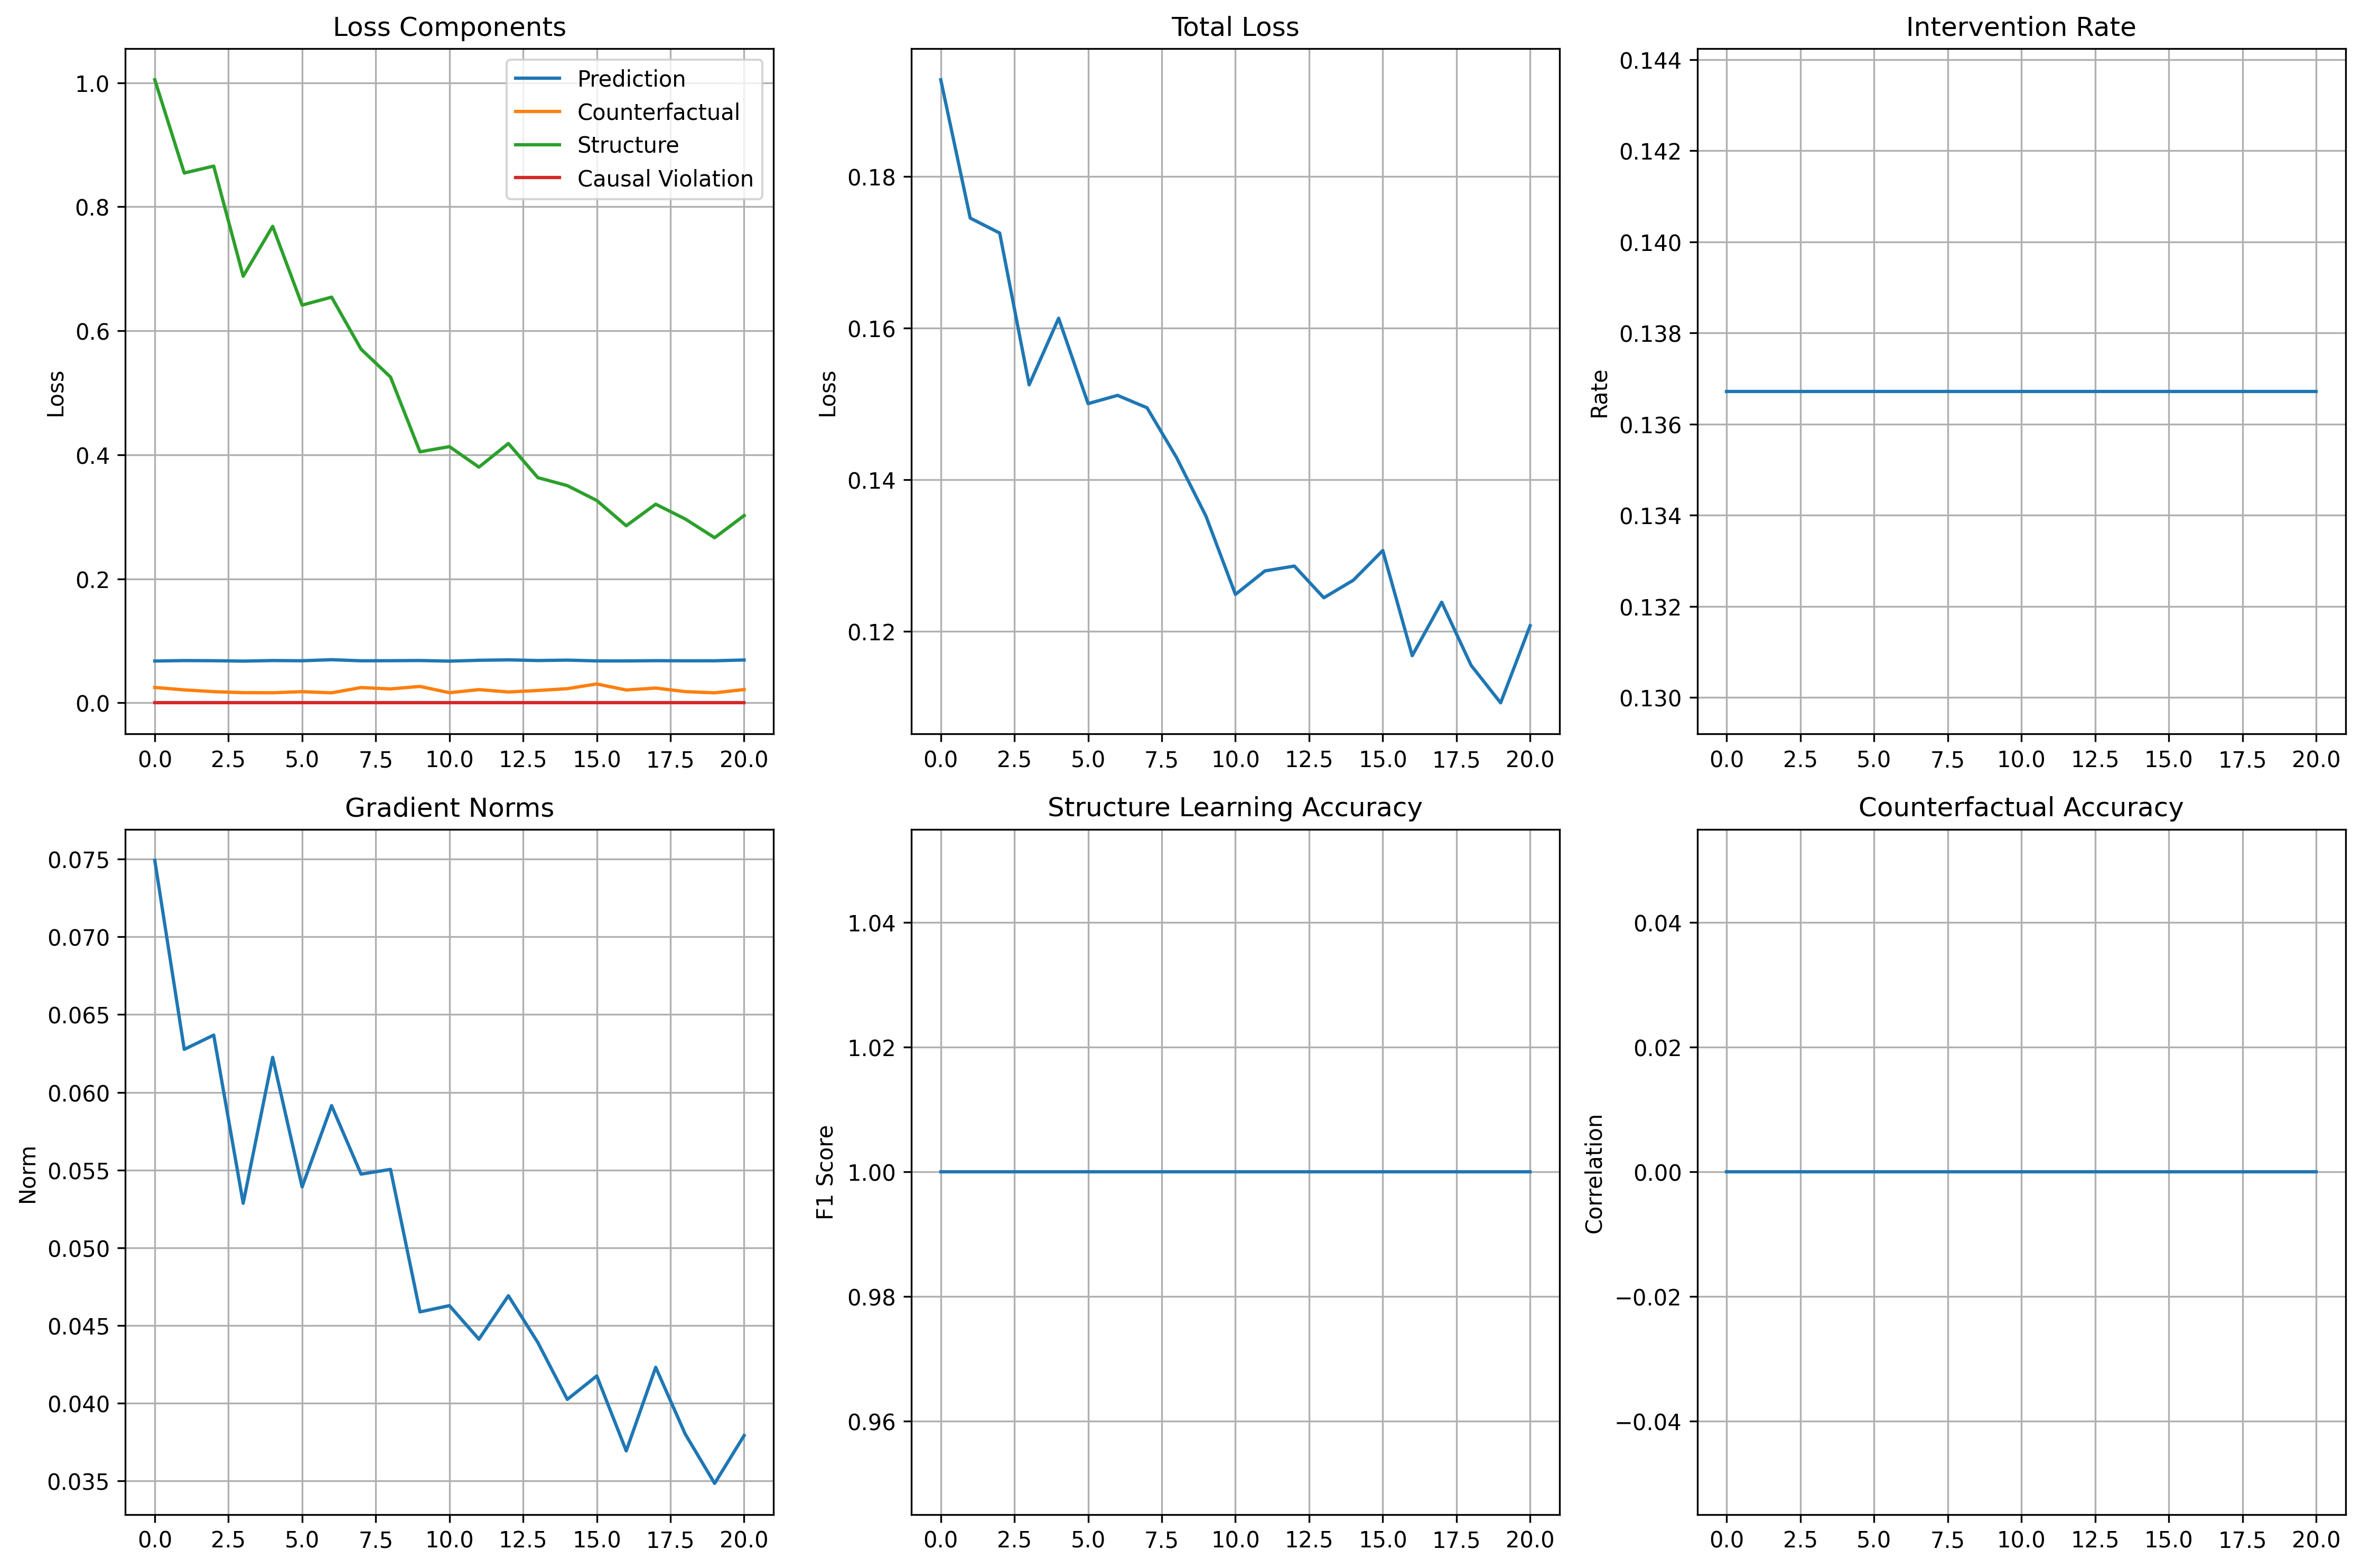 Loss Components
Loss
1.0
0.8
0.6
0.4
0.2
0.0
Prediction
Counterfactual
Structure
Causal Violation
0.0 2.5 5.0 7.5 10.0 12.5 15.0 17.5 20.0
Total Loss
Loss
0.18
0.16
0.14
0.12
0.0 2.5 5.0 7.5 10.0 12.5 15.0 17.5 20.0
Intervention Rate
Rate
0.144
0.142
0.140
0.138
0.136
0.134
0.132
0.130
0.0 2.5 5.0 7.5 10.0 12.5 15.0 17.5 20.0
Gradient Norms
Norm
0.075
0.070
0.065
0.060
0.055
0.050
0.045
0.040
0.035
0.0 2.5 5.0 7.5 10.0 12.5 15.0 17.5 20.0
Structure Learning Accuracy
F1 Score
1.04
1.02
1.00
0.98
0.96
0.0 2.5 5.0 7.5 10.0 12.5 15.0 17.5 20.0
Counterfactual Accuracy
Correlation
0.04
0.02
0.00
−0.02
−0.04
0.0 2.5 5.0 7.5 10.0 12.5 15.0 17.5 20.0